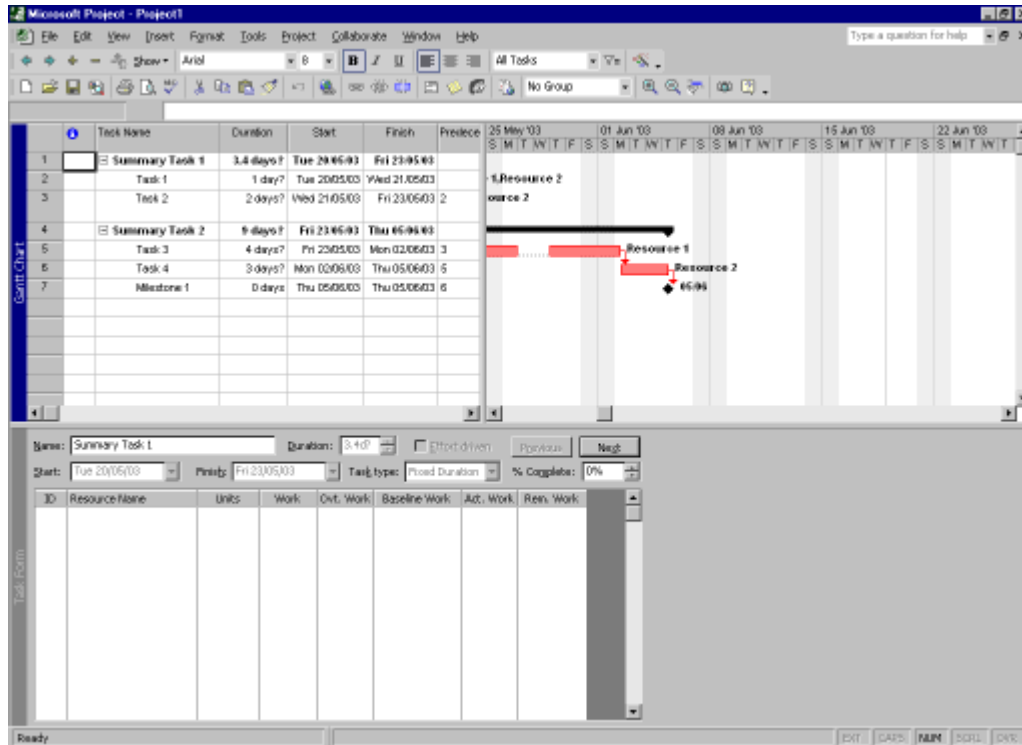 Microsoft Project - Project1
File Edit View Insert Format Tools Project Collaborate Window Help Type a question for help
Show Arial 8 B I U All Tasks
No Group
Task Name Duration Start Finish Predece 25 May '03 01 Jun '03 08 Jun '03 15 Jun '03 22 Jun '03
S M T W T F S S M T W T F S S M T W T F S S M T W T F S S M T W T
1 Summary Task 1 3.4 days? Tue 20/05/03 Fri 23/05/03
2 Task 1 1 day? Tue 20/05/03 Wed 21/05/03 1,Resource 2
3 Task 2 2 days? Wed 21/05/03 Fri 23/05/03 2 ource 2
4 Summary Task 2 9 days? Fri 23/05/03 Thu 05/06/03
5 Task 3 4 days? Fri 23/05/03 Mon 02/06/03 3 Resource 1
6 Task 4 3 days? Mon 02/06/03 Thu 05/06/03 5 Resource 2
7 Milestone 1 0 days Thu 05/06/03 Thu 05/06/03 6 05/06
Gantt Chart
Name: Summary Task 1 Duration: 3.4d? Effort driven Previous Next
Start: Tue 20/05/03 Finish: Fri 23/05/03 Task type: Fixed Duration % Complete: 0%
ID Resource Name Units Work Ovt. Work Baseline Work Act. Work Rem. Work
Task Form
Ready EXT CAPS NUM SCRL OVR